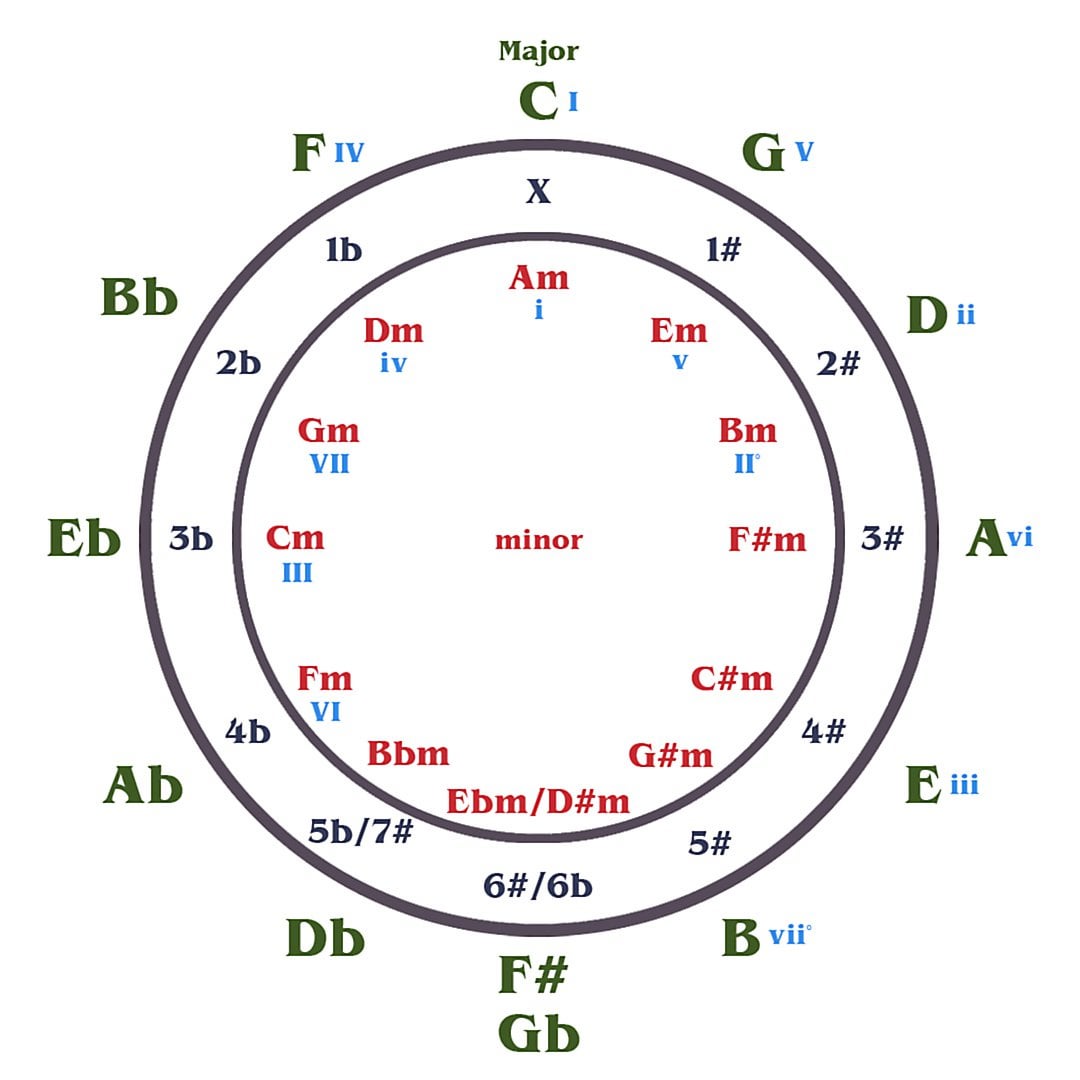 Major
C I
F IV
G V
X
1b
1#
Am
i
Bb
Dm
iv
Em
v
D ii
2b
2#
Gm
VII
Bm
II°
Eb
3b
Cm
III
minor
F#m
3#
A vi
Fm
VI
C#m
4b
4#
Ab
Bbm
G#m
E iii
Ebm/D#m
5b/7#
5#
6#/6b
Db
B vii°
F#
Gb